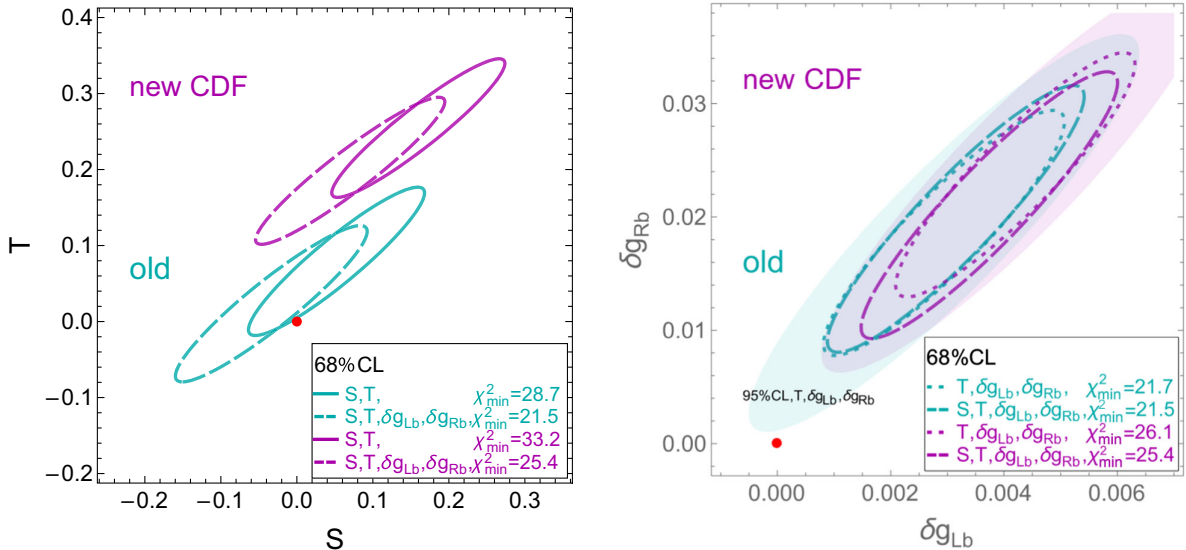 new CDF
old
T
0.4
0.3
0.2
0.1
0.0
−0.1
−0.2
68%CL
S,T, χ²min=28.7
S,T,δgLb,δgRb,χ²min=21.5
S,T, χ²min=33.2
S,T,δgLb,δgRb,χ²min=25.4
−0.2 −0.1 0.0 0.1 0.2 0.3
S
new CDF
old
δgRb
0.03
0.02
0.01
0.00
95%CL,T,δgLb,δgRb
68%CL
T,δgLb,δgRb, χ²min=21.7
S,T,δgLb,δgRb,χ²min=21.5
T,δgLb,δgRb, χ²min=26.1
S,T,δgLb,δgRb,χ²min=25.4
0.000 0.002 0.004 0.006
δgLb